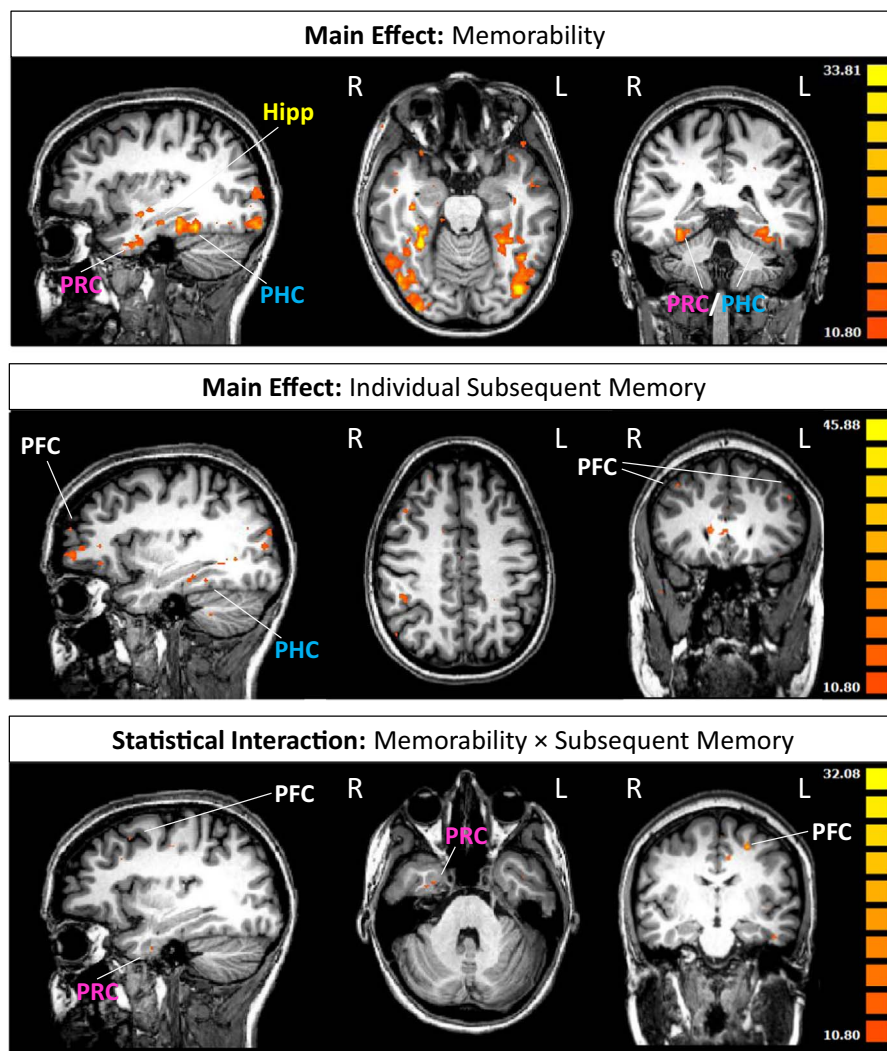 Main Effect: Memorability
R L R L 33.81
Hipp
PRC
PHC
PRC/PHC
10.80
Main Effect: Individual Subsequent Memory
R L R L 45.88
PFC
PFC
PHC
10.80
Statistical Interaction: Memorability × Subsequent Memory
R L R L 32.08
PFC
PRC
PFC
PRC
10.80